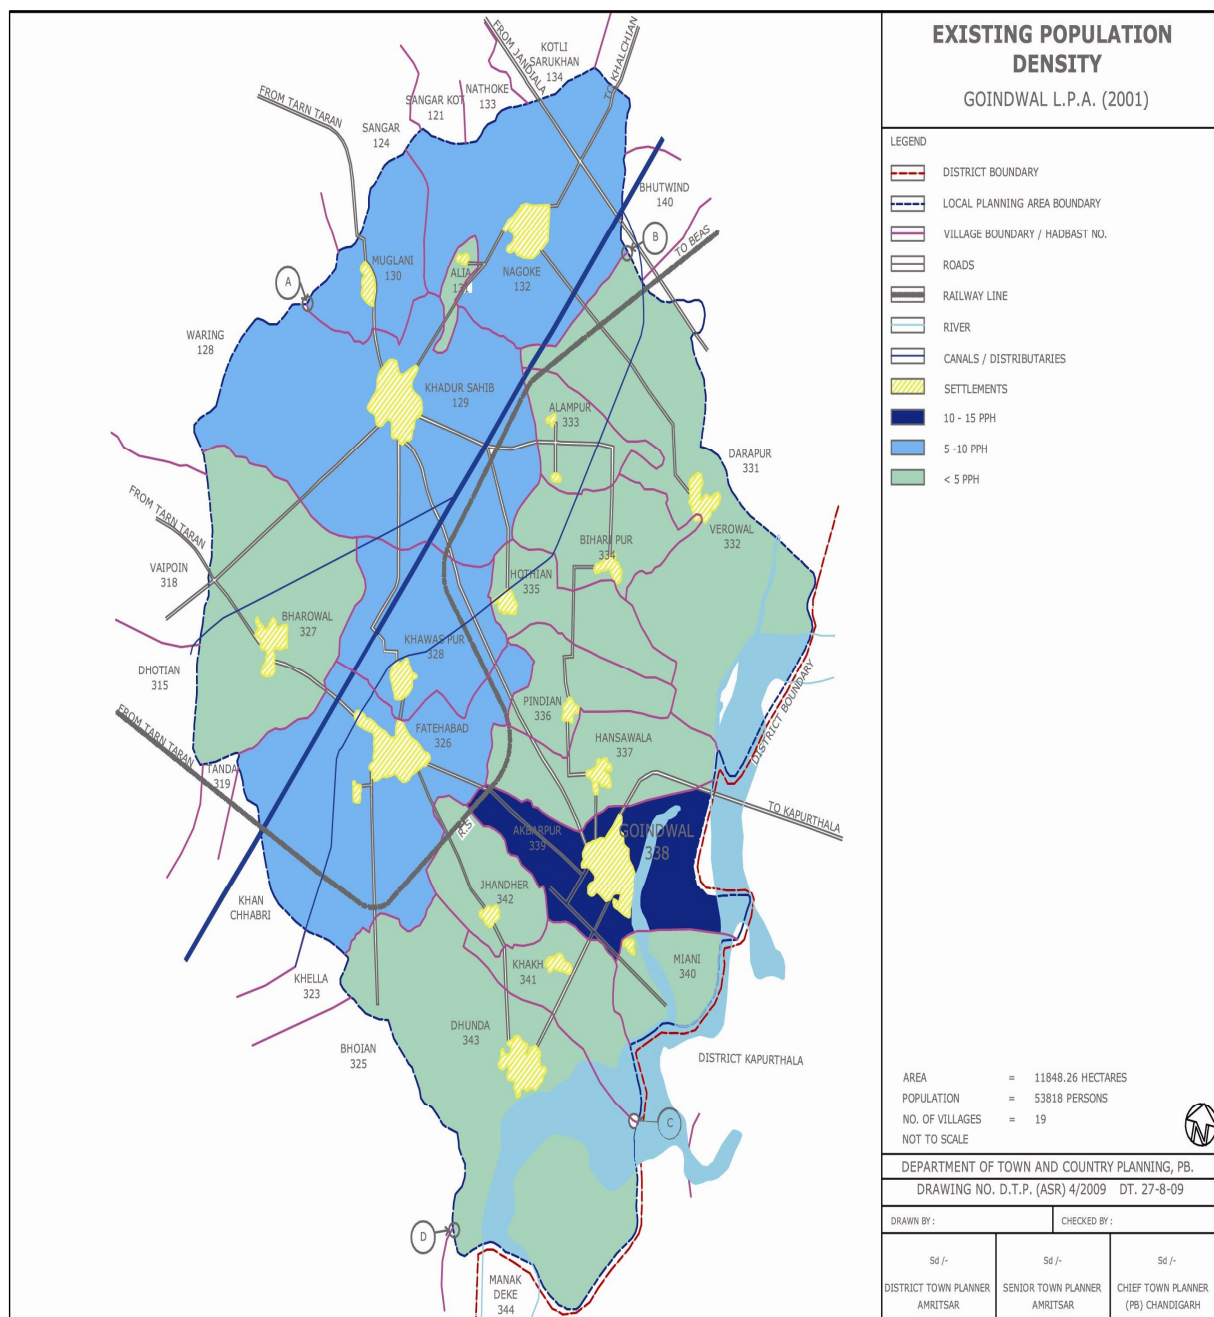 EXISTING POPULATION
DENSITY
GOINDWAL L.P.A. (2001)
LEGEND
DISTRICT BOUNDARY
LOCAL PLANNING AREA BOUNDARY
VILLAGE BOUNDARY / HADBAST NO.
ROADS
RAILWAY LINE
RIVER
CANALS / DISTRIBUTARIES
SETTLEMENTS
10 - 15 PPH
5 -10 PPH
< 5 PPH
AREA = 11848.26 HECTARES
POPULATION = 53818 PERSONS
NO. OF VILLAGES = 19
NOT TO SCALE
N
DEPARTMENT OF TOWN AND COUNTRY PLANNING, PB.
DRAWING NO. D.T.P. (ASR) 4/2009 DT. 27-8-09
DRAWN BY :
CHECKED BY :
Sd /-
DISTRICT TOWN PLANNER
AMRITSAR
Sd /-
SENIOR TOWN PLANNER
AMRITSAR
Sd /-
CHIEF TOWN PLANNER
(PB) CHANDIGARH
FROM JANDIALA
KOTLI
SARUKHAN
134
TO KHALCHIAN
NATHOKE
133
SANGAR KOT
121
FROM TARN TARAN
SANGAR
124
BHUTWIND
140
B
TO BEAS
MUGLANI
130
ALIA
131
NAGOKE
132
A
WARING
128
KHADUR SAHIB
129
ALAMPUR
333
DARAPUR
331
FROM TARN TARAN
VEROWAL
332
BIHARI PUR
334
VAIPOIN
318
HOTHIAN
335
BHAROWAL
327
KHAWAS PUR
328
DHOTIAN
315
PINDIAN
336
DISTRICT BOUNDARY
FROM TARN TARAN
FATEHABAD
326
HANSAWALA
337
TANDA
319
TO KAPURTHALA
R.S
AKBARPUR
339
GOINDWAL
338
KHAN
CHHABRI
JHANDHER
342
KHAKH
341
MIANI
340
KHELLA
323
DHUNDA
343
BHOIAN
325
DISTRICT KAPURTHALA
C
D
MANAK
DEKE
344